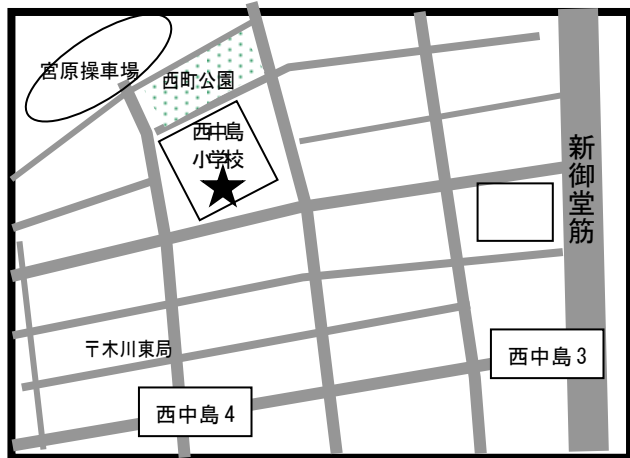 宮原操車場
西町公園
西中島
小学校
新御堂筋
〒木川東局
西中島3
西中島4